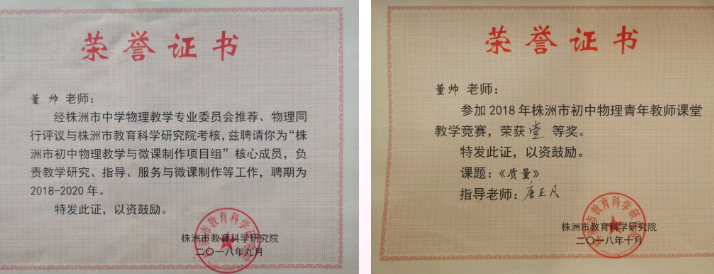 荣誉证书
董帅 老师：
经株洲市中学物理教学专业委员会推荐、物理同
行评议与株洲市教育科学研究院考核，兹聘请你为“株
洲市初中物理教学与微课制作项目组”核心成员，负
责教学研究、指导、服务与微课制作等工作，聘期为
2018-2020年。
特发此证，以资鼓励。
株洲市教育科学研究院
二〇一八年九月
荣誉证书
董帅 老师：
参加2018年株洲市初中物理青年教师课堂
教学竞赛，荣获壹等奖。
特发此证，以资鼓励。
课题：《质量》
指导老师：
株洲市教育科学研究院
二〇一八年十月